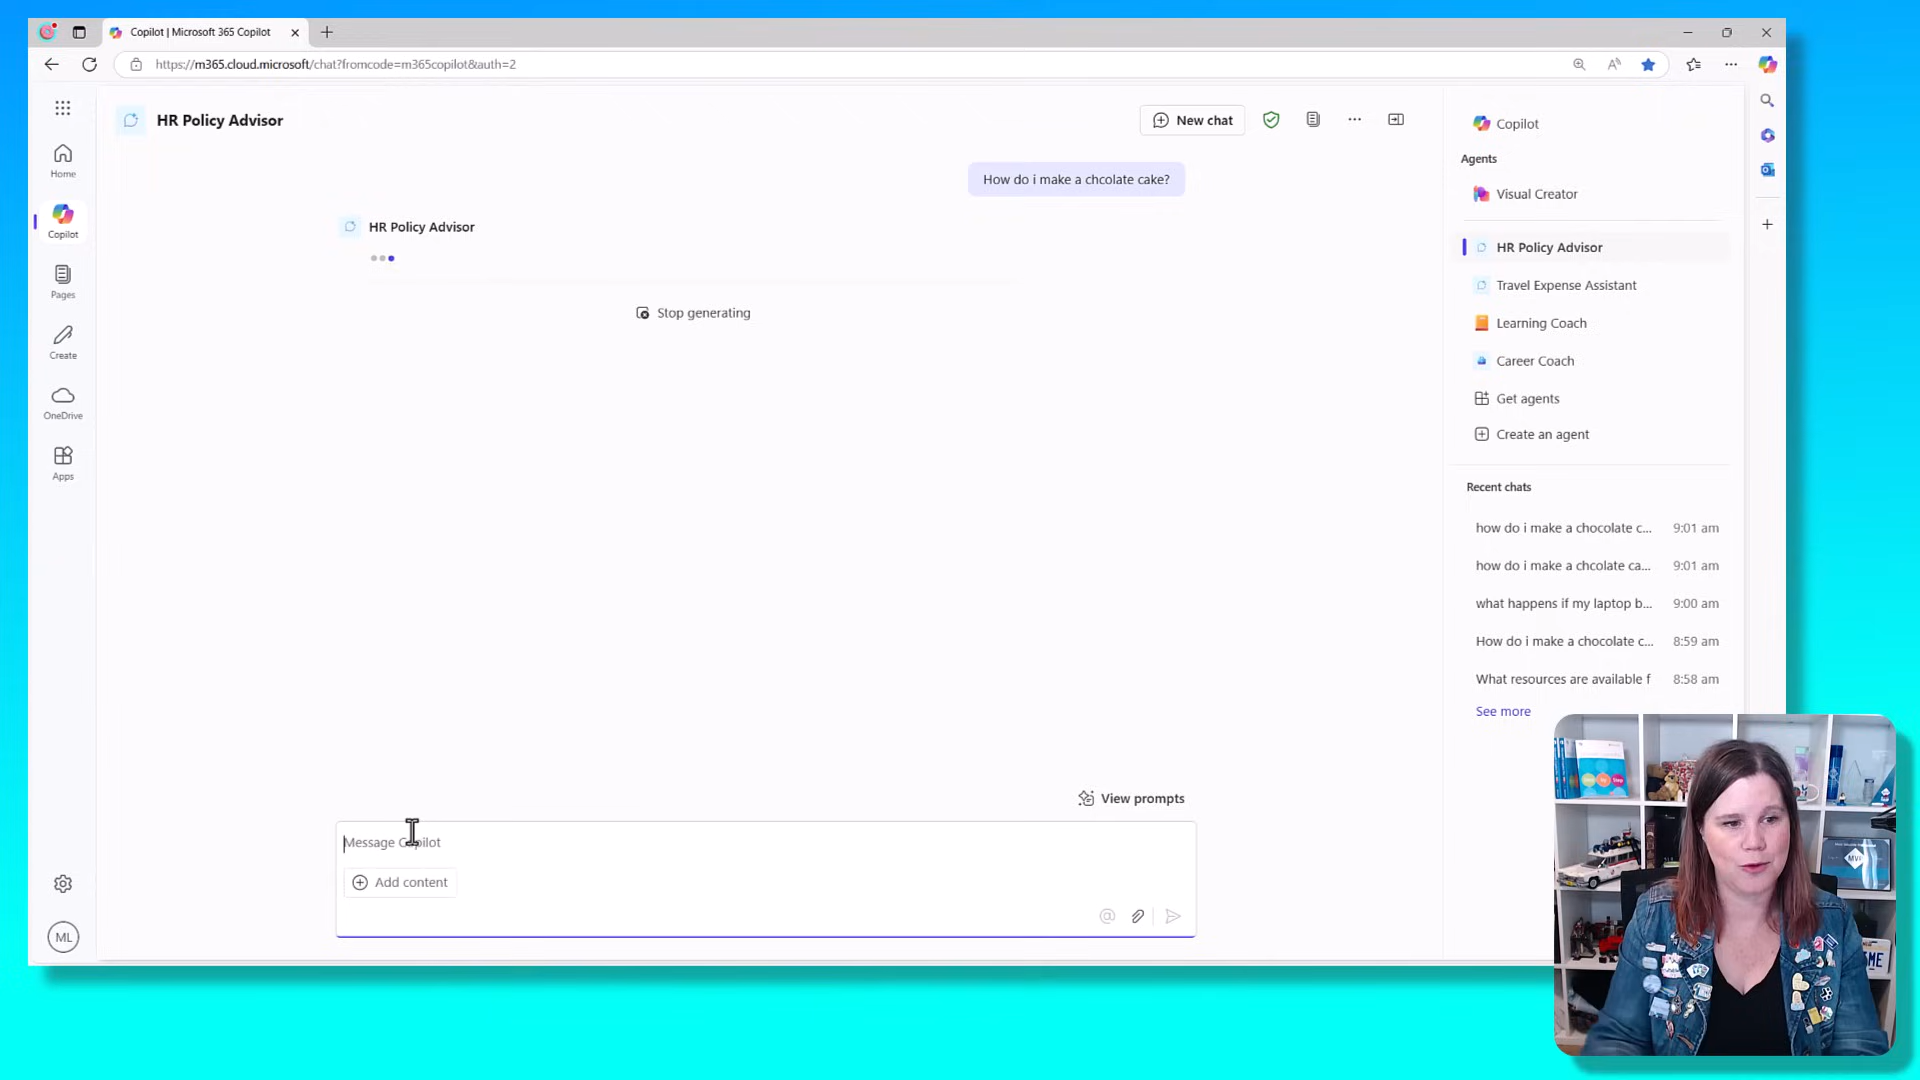 Copilot | Microsoft 365 Copilot
https://m365.cloud.microsoft/chat?fromcode=m365copilot&auth=2
HR Policy Advisor
New chat
How do i make a chcolate cake?
HR Policy Advisor
Stop generating
View prompts
Message Copilot
Add content
Home
Copilot
Pages
Create
OneDrive
Apps
ML
Copilot
Agents
Visual Creator
HR Policy Advisor
Travel Expense Assistant
Learning Coach
Career Coach
Get agents
Create an agent
Recent chats
how do i make a chocolate c... 9:01 am
how do i make a chcolate ca... 9:01 am
what happens if my laptop b... 9:00 am
How do i make a chocolate c... 8:59 am
What resources are available f 8:58 am
See more